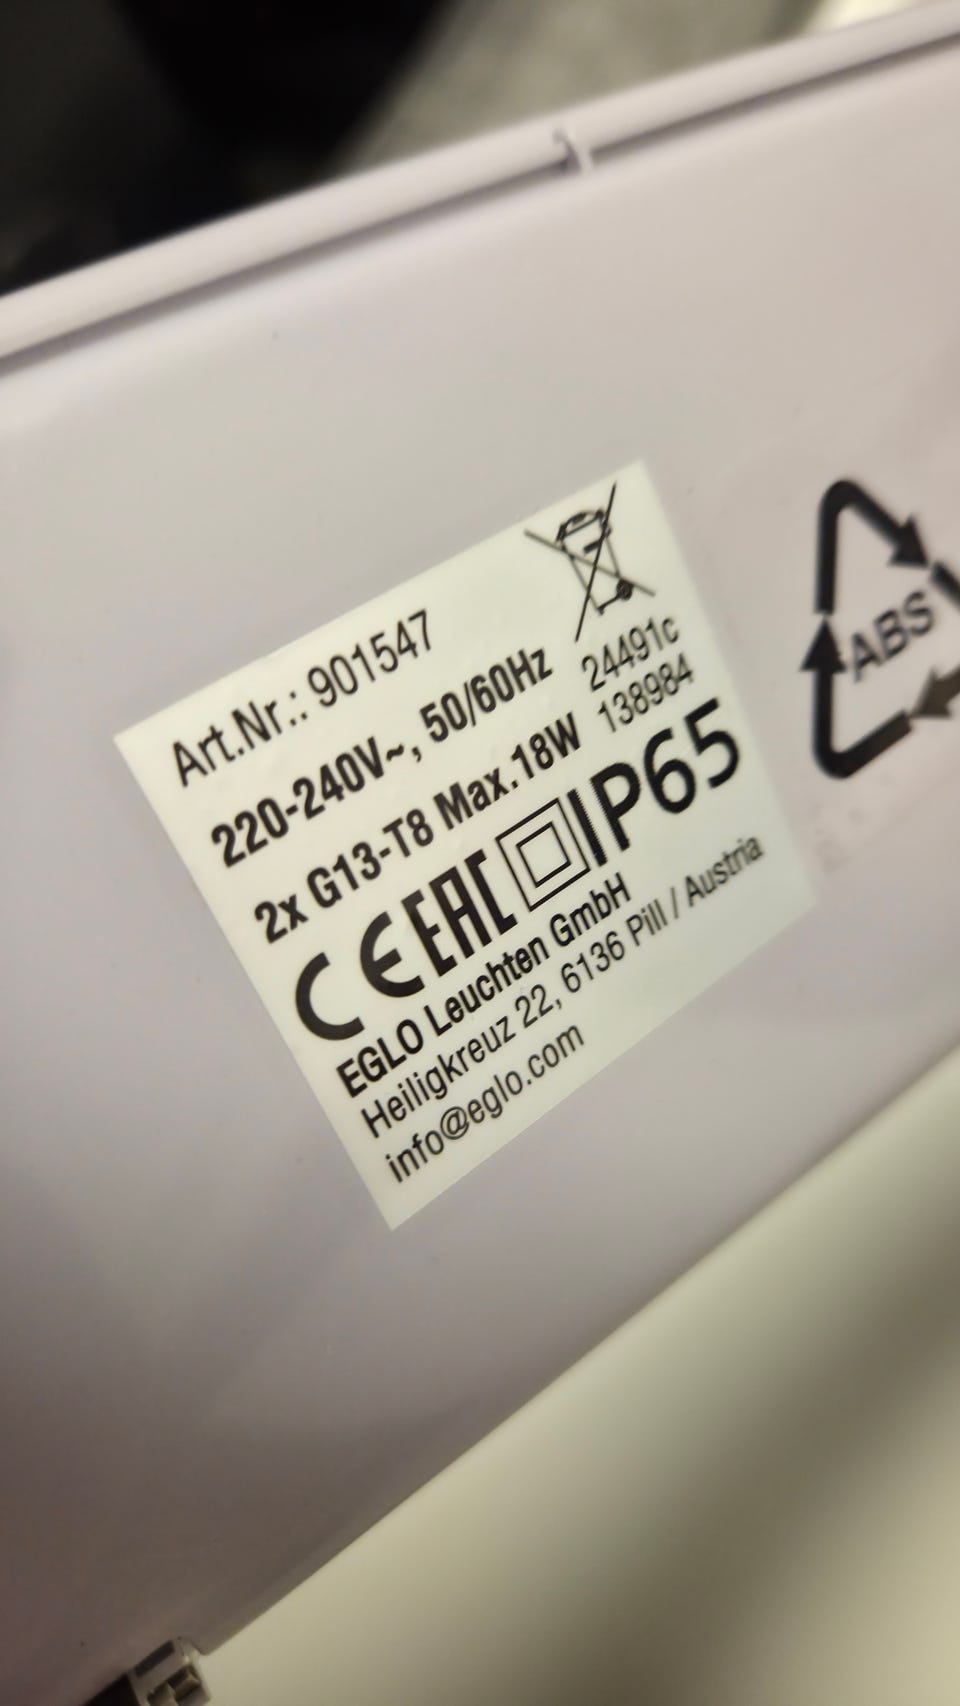 Art.Nr.: 901547
220-240V~, 50/60Hz 24491c
2x G13-T8 Max.18W 138984
CE EAC IP65
EGLO Leuchten GmbH
Heiligkreuz 22, 6136 Pill / Austria
info@eglo.com
ABS